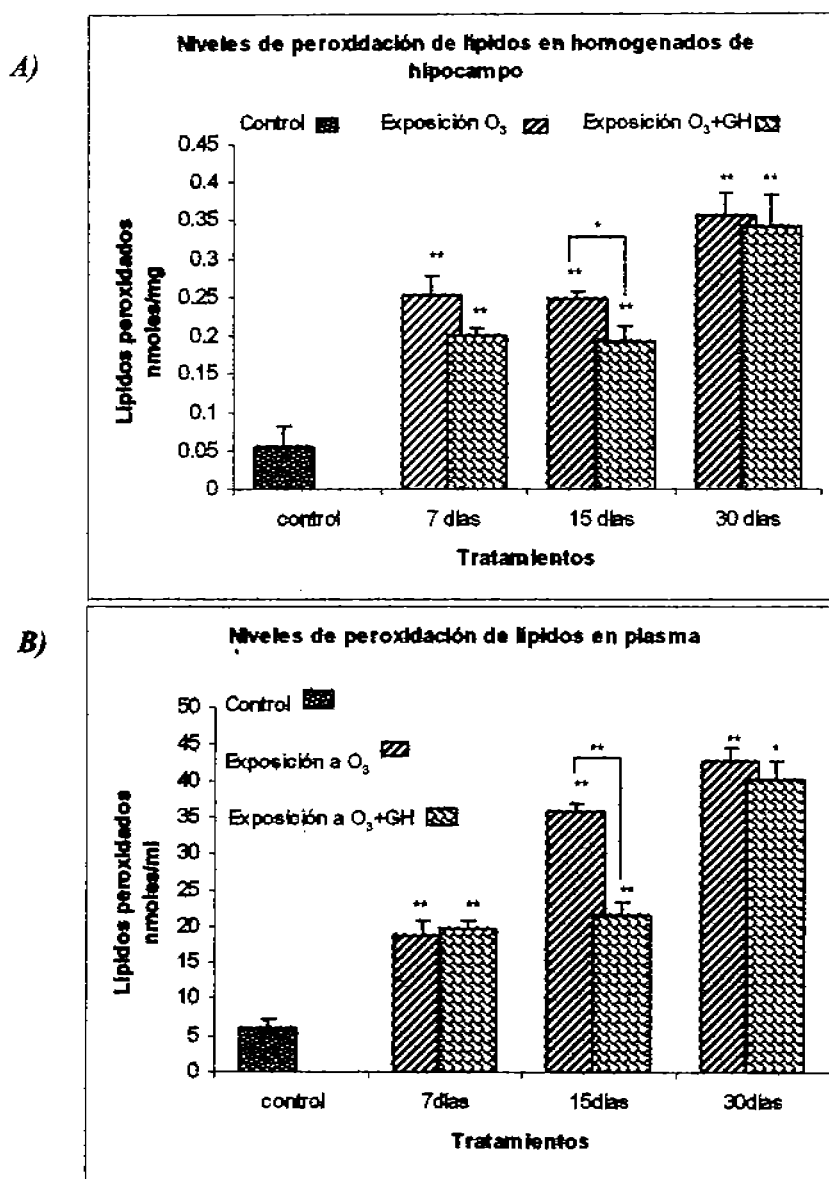 A)
Niveles de peroxidación de lípidos en homogenados de
hipocampo
Control Exposición O₃ Exposición O₃+GH
Lípidos peroxidados
nmoles/mg
0.45
0.4
0.35
0.3
0.25
0.2
0.15
0.1
0.05
0
** ** ** * ** ** **
control 7 días 15 días 30 días
Tratamientos
B)
Niveles de peroxidación de lípidos en plasma
Control
Exposición a O₃
Exposición a O₃+GH
Lípidos peroxidados
nmoles/ml
50
45
40
35
30
25
20
15
10
5
0
** ** ** ** ** ** *
control 7días 15días 30días
Tratamientos